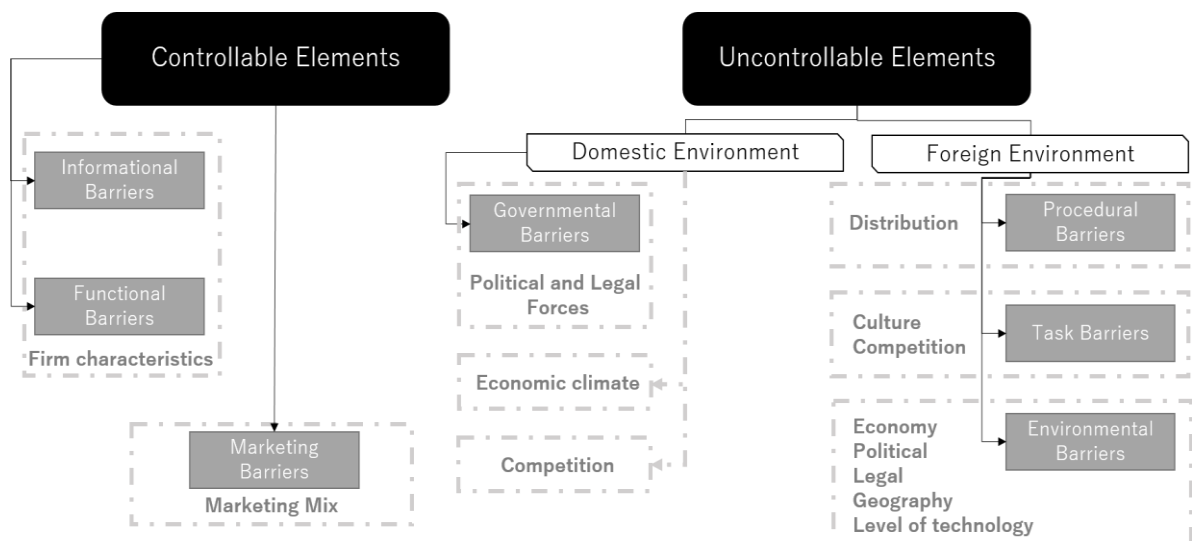 Controllable Elements
Informational
Barriers
Functional
Barriers
Firm characteristics
Marketing
Barriers
Marketing Mix
Uncontrollable Elements
Domestic Environment
Governmental
Barriers
Political and Legal
Forces
Economic climate
Competition
Foreign Environment
Distribution
Procedural
Barriers
Culture
Competition
Task Barriers
Economy
Political
Legal
Geography
Level of technology
Environmental
Barriers